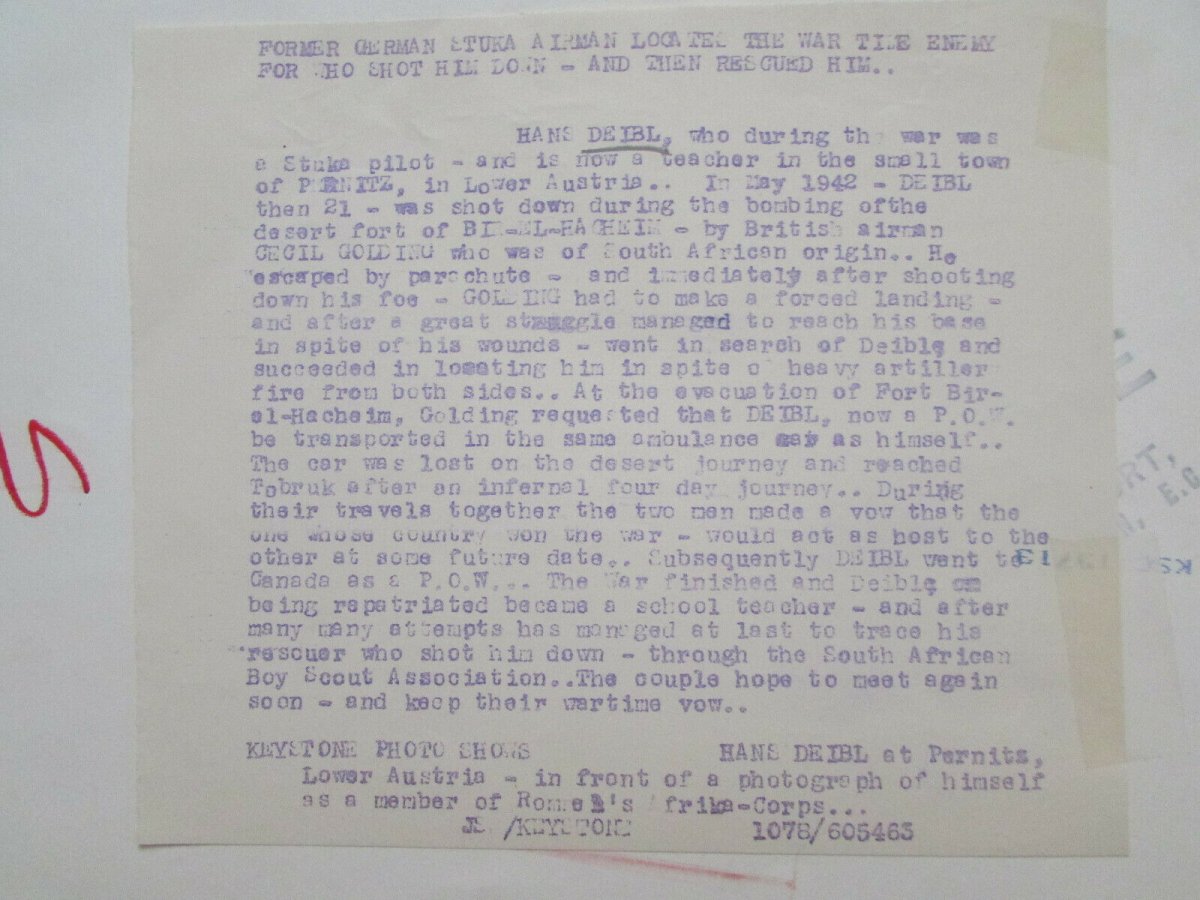 FORMER GERMAN STUKA AIRMAN LOCATES THE WAR TIME ENEMY
FOR WHO SHOT HIM DOWN - AND THEN RESCUED HIM..
HANS DEIBL, who during the war was
a Stuka pilot - and is now a teacher in the small town
of PERNITZ, in Lower Austria.. In May 1942 - DEIBL
then 21 - was shot down during the bombing ofthe
desert fort of BIR-EL-HACHEIM - by British airman
CECIL GOLDING who was of South African origin.. He
escaped by parachute - and immediately after shooting
down his foe - GOLDING had to make a forced landing -
and after a great struggle managed to reach his base
in spite of his wounds - went in search of Deibl, and
succeeded in locating him in spite of heavy artiller
fire from both sides.. At the evacuation of Fort Bir-
el-Hacheim, Golding requested that DEIBL, now a P.O.W.
be transported in the same ambulance as himself..
The car was lost on the desert journey and reached
Tobruk after an infernal four day journey.. During
their travels together the two men made a vow that the
one whose country won the war - would act as host to the
other at some future date.. Subsequently DEIBL went to
Canada as a P.O.W... The War finished and Deibl, on
being repatriated became a school teacher - and after
many many attempts has managed at last to trace his
rescuer who shot him down - through the South African
Boy Scout Association..The couple hope to meet again
soon - and keep their wartime vow..
KEYSTONE PHOTO SHOWS HANS DEIBL at Pernitz,
Lower Austria - in front of a photograph of himself
as a member of Rommel's Afrika-Corps...
/KEYSTONE 1078/605463
E.C.